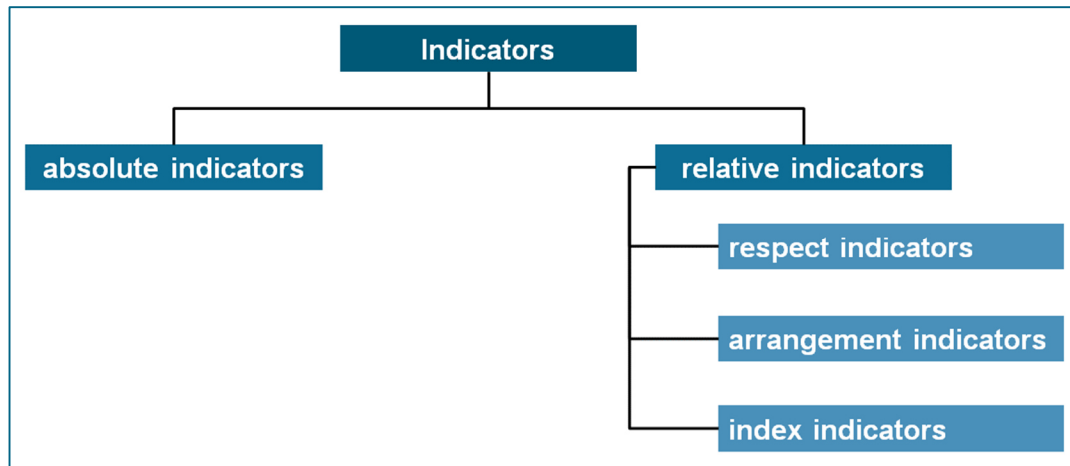 Indicators
absolute indicators
relative indicators
respect indicators
arrangement indicators
index indicators